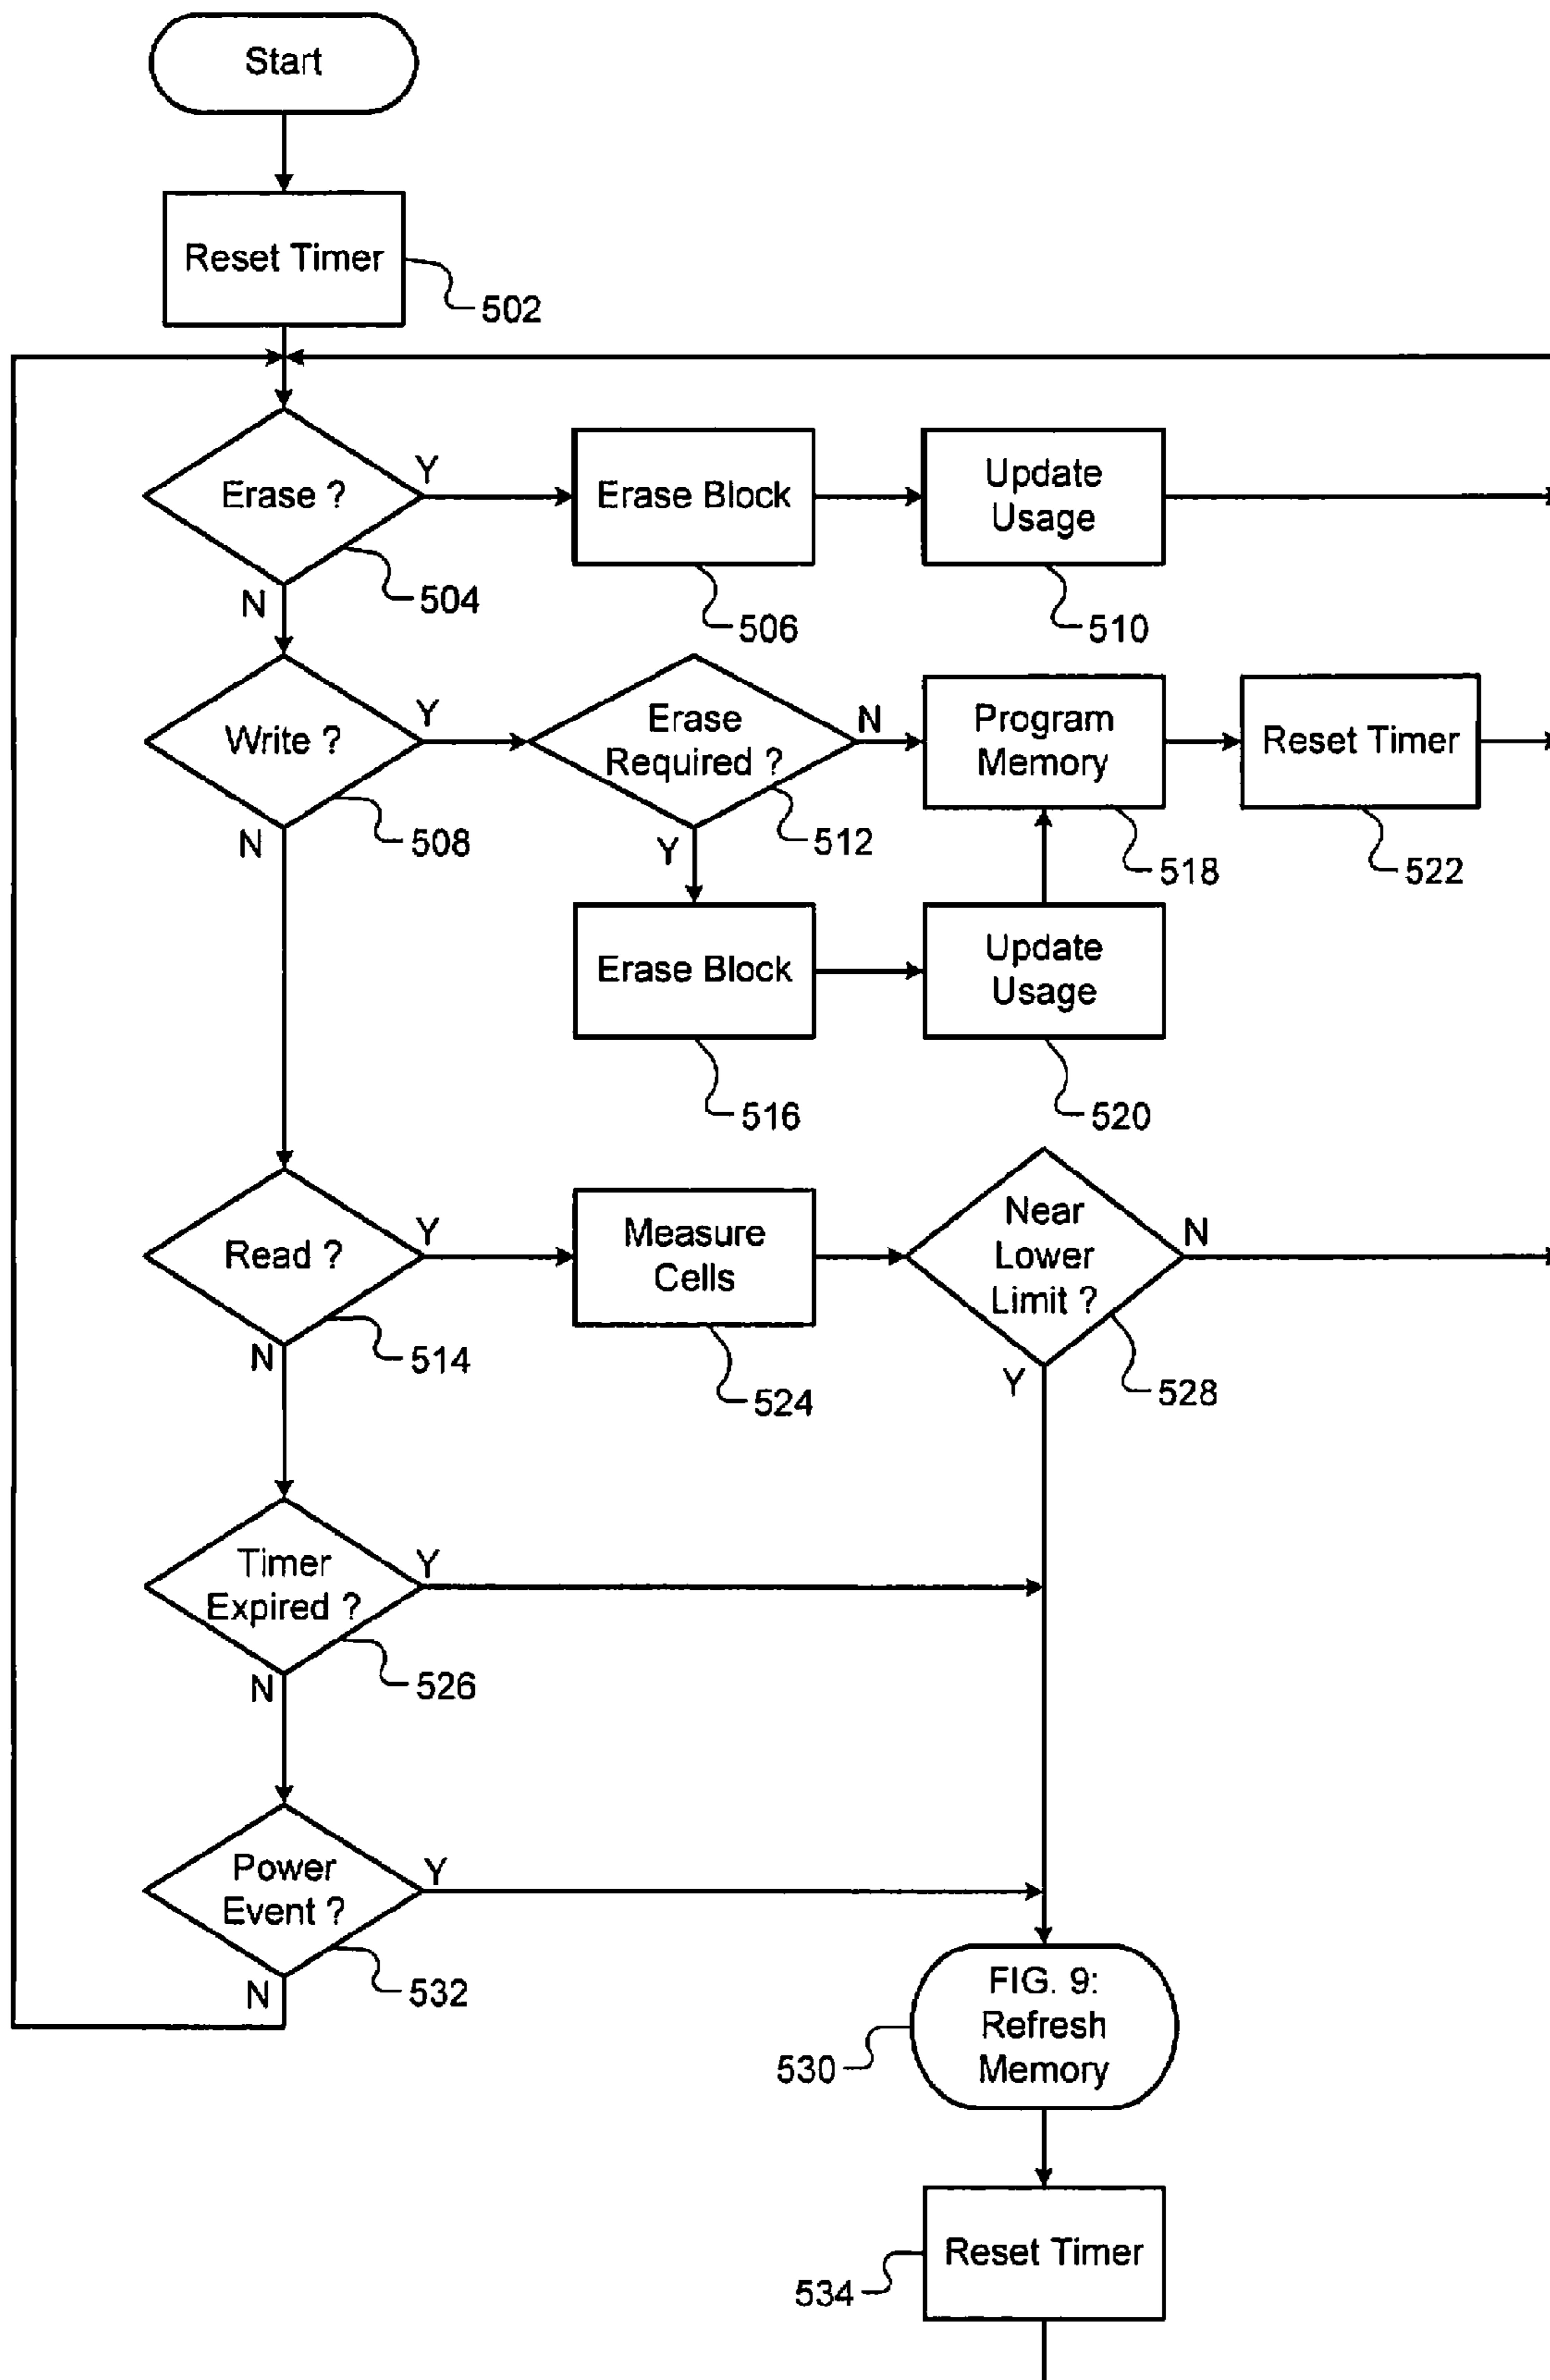 Start
Reset Timer
502
Erase ?
Y
N
504
Erase Block
506
Update
Usage
510
Write ?
Y
N
508
Erase
Required ?
N
Y
512
Program
Memory
518
Reset Timer
522
Erase Block
516
Update
Usage
520
Read ?
Y
N
514
Measure
Cells
524
Near
Lower
Limit ?
N
Y
528
Timer
Expired ?
Y
N
526
Power
Event ?
Y
N
532
FIG. 9:
Refresh
Memory
530
Reset Timer
534